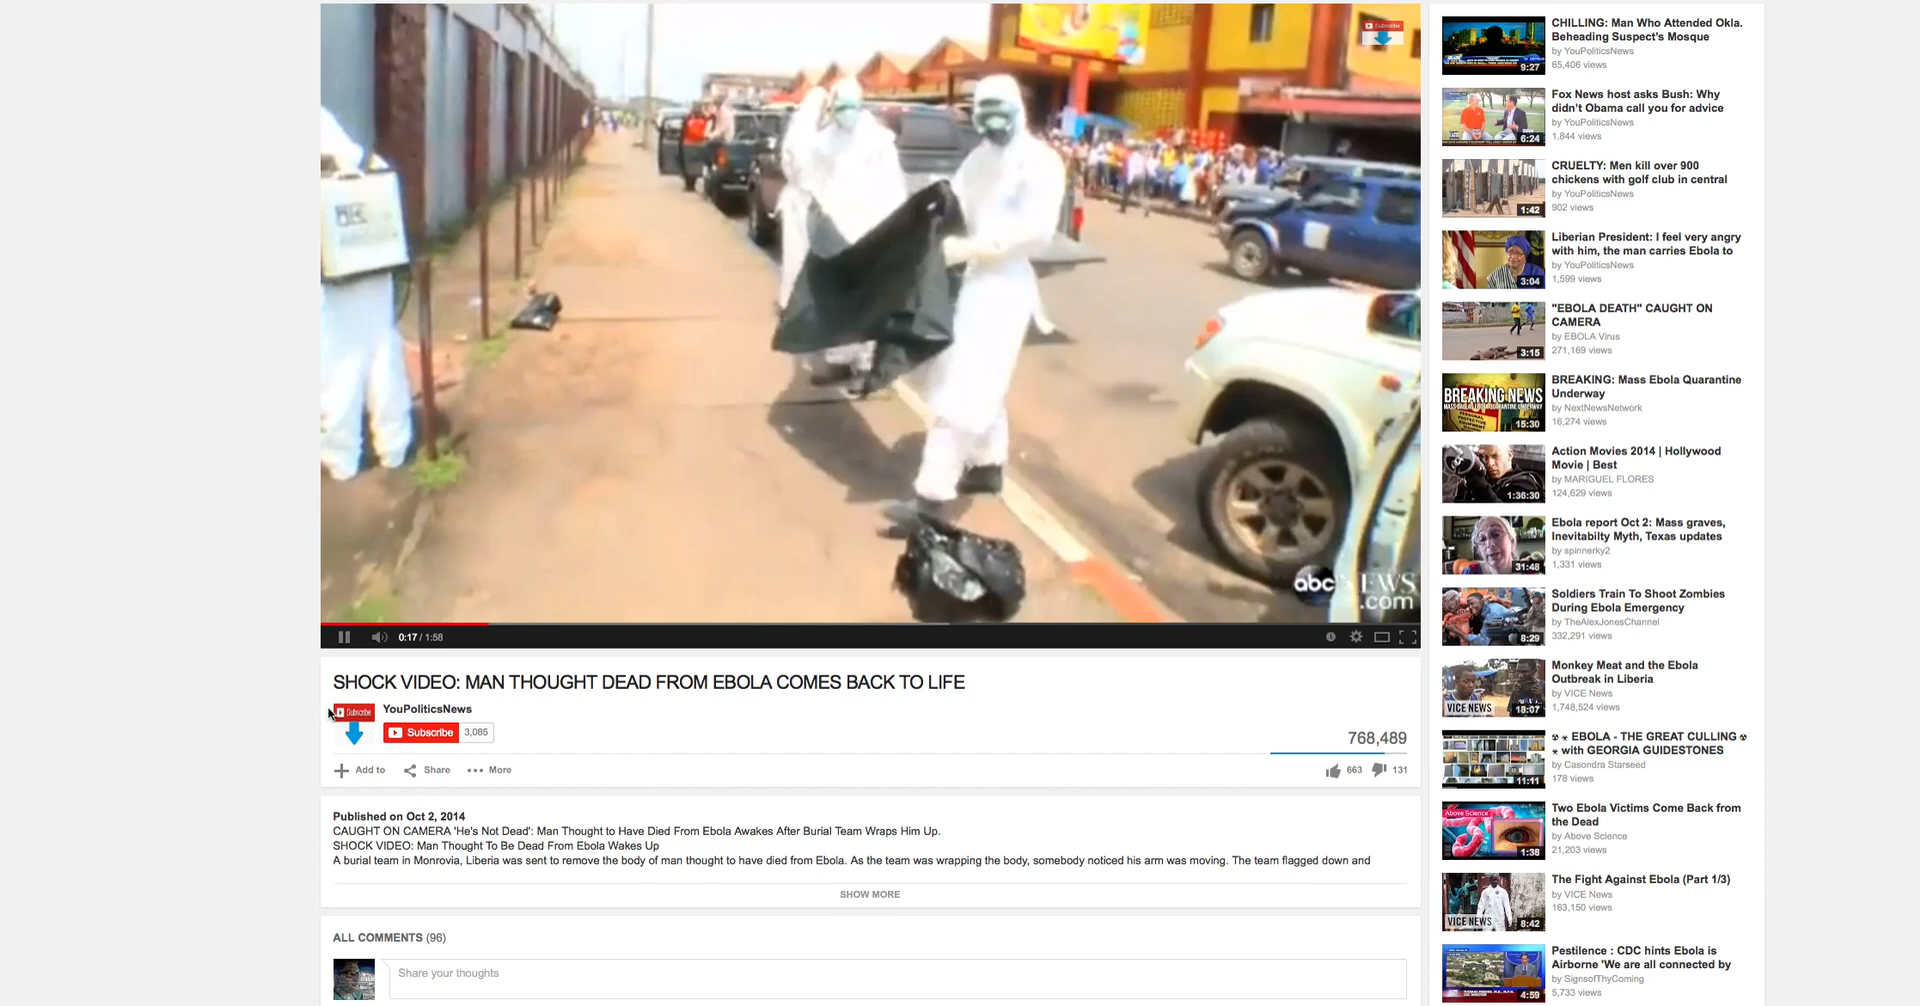 Subscribe
abc NEWS
.com
0:17 / 1:58
SHOCK VIDEO: MAN THOUGHT DEAD FROM EBOLA COMES BACK TO LIFE
Subscribe
YouPoliticsNews
Subscribe 3,085
768,489
Add to Share More
663 131
Published on Oct 2, 2014
CAUGHT ON CAMERA 'He's Not Dead': Man Thought to Have Died From Ebola Awakes After Burial Team Wraps Him Up.
SHOCK VIDEO: Man Thought To Be Dead From Ebola Wakes Up
A burial team in Monrovia, Liberia was sent to remove the body of man thought to have died from Ebola. As the team was wrapping the body, somebody noticed his arm was moving. The team flagged down and
SHOW MORE
ALL COMMENTS (96)
Share your thoughts
9:27
CHILLING: Man Who Attended Okla.
Beheading Suspect's Mosque
by YouPoliticsNews
65,406 views
6:24
Fox News host asks Bush: Why
didn't Obama call you for advice
by YouPoliticsNews
1,844 views
1:42
CRUELTY: Men kill over 900
chickens with golf club in central
by YouPoliticsNews
902 views
3:04
Liberian President: I feel very angry
with him, the man carries Ebola to
by YouPoliticsNews
1,599 views
3:15
"EBOLA DEATH" CAUGHT ON
CAMERA
by EBOLA Virus
271,169 views
BREAKING NEWS
15:30
BREAKING: Mass Ebola Quarantine
Underway
by NextNewsNetwork
16,274 views
1:36:30
Action Movies 2014 | Hollywood
Movie | Best
by MARIGUEL FLORES
124,629 views
31:48
Ebola report Oct 2: Mass graves,
Inevitabilty Myth, Texas updates
by spinnerky2
1,331 views
8:29
Soldiers Train To Shoot Zombies
During Ebola Emergency
by TheAlexJonesChannel
332,291 views
VICE NEWS 18:07
Monkey Meat and the Ebola
Outbreak in Liberia
by VICE News
1,748,524 views
11:11
☢ ☣ EBOLA - THE GREAT CULLING ☢
☣ with GEORGIA GUIDESTONES
by Casondra Starseed
178 views
Above Science
1:38
Two Ebola Victims Come Back from
the Dead
by Above Science
21,203 views
VICE NEWS 8:42
The Fight Against Ebola (Part 1/3)
by VICE News
163,150 views
4:59
Pestilence : CDC hints Ebola is
Airborne 'We are all connected by
by SignsofThyComing
5,733 views